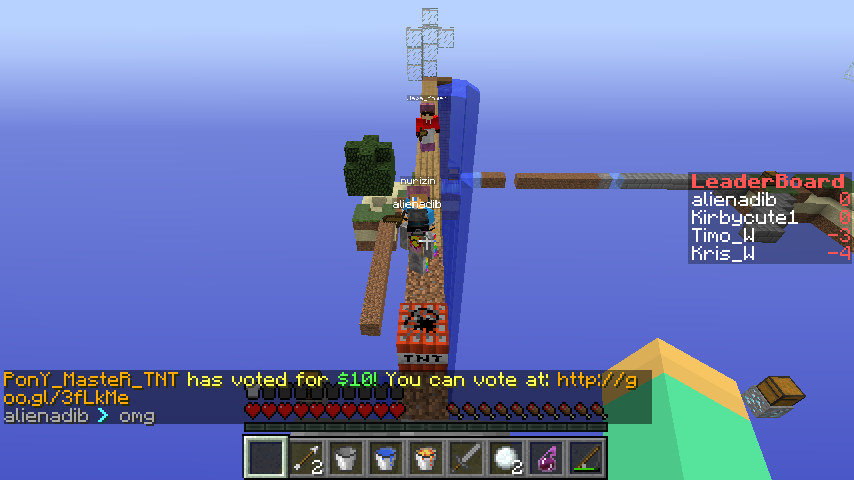 nurizin
alienadib
LeaderBoard
alienadib 0
Kirbycute1 0
Timo_W -3
Kris_W -4
TNT
PonY_MasteR_TNT has voted for $10! You can vote at: http://g
oo.gl/3fLkMe
alienadib > omg
2
2